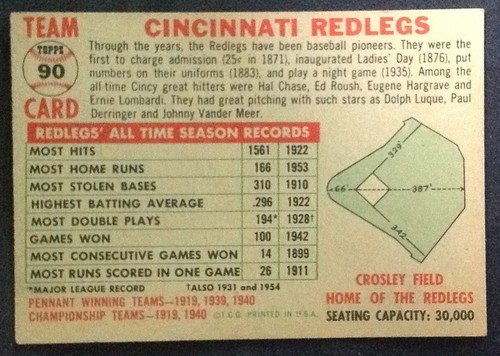 TEAM
TOPPS
90
CARD
CINCINNATI REDLEGS
Through the years, the Redlegs have been baseball pioneers. They were the
first to charge admission (25¢ in 1871), inaugurated Ladies' Day (1876), put
numbers on their uniforms (1883), and play a night game (1935). Among the
all time Cincy great hitters were Hal Chase, Ed Roush, Eugene Hargrave and
Ernie Lombardi. They had great pitching with such stars as Dolph Luque, Paul
Derringer and Johnny Vander Meer.
REDLEGS' ALL TIME SEASON RECORDS
MOST HITS 1561 1922
MOST HOME RUNS 166 1953
MOST STOLEN BASES 310 1910
HIGHEST BATTING AVERAGE .296 1922
MOST DOUBLE PLAYS 194* 1928†
GAMES WON 100 1942
MOST CONSECUTIVE GAMES WON 14 1899
MOST RUNS SCORED IN ONE GAME 26 1911
*MAJOR LEAGUE RECORD †ALSO 1931 and 1954
PENNANT WINNING TEAMS—1919, 1939, 1940
CHAMPIONSHIP TEAMS—1919, 1940 ©T.C.G. PRINTED IN U.S.A.
329'
66'
387'
342'
CROSLEY FIELD
HOME OF THE REDLEGS
SEATING CAPACITY: 30,000